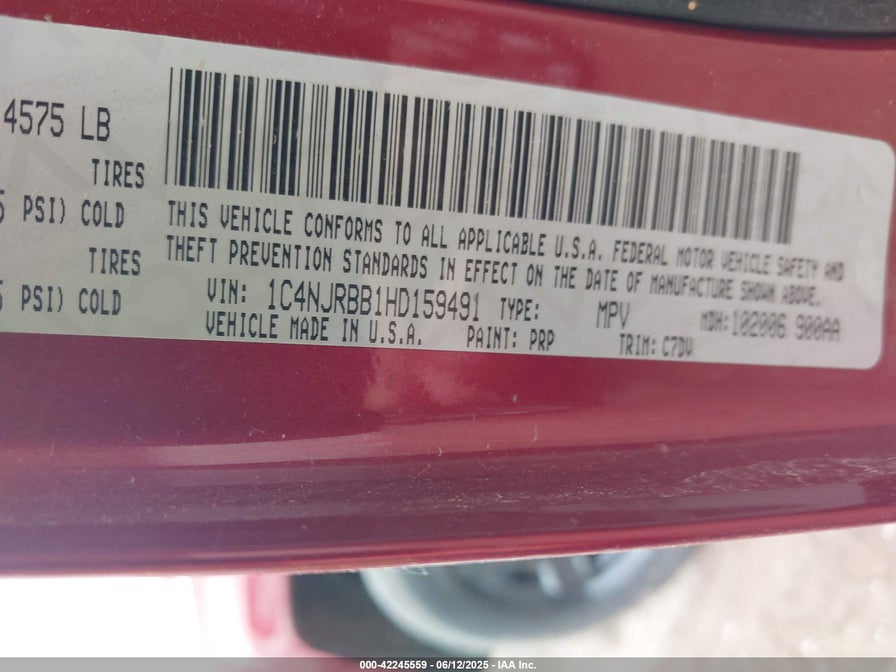 4575 LB
TIRES
5 PSI) COLD
TIRES
5 PSI) COLD
THIS VEHICLE CONFORMS TO ALL APPLICABLE U.S.A. FEDERAL MOTOR VEHICLE SAFETY AND
THEFT PREVENTION STANDARDS IN EFFECT ON THE DATE OF MANUFACTURE SHOWN ABOVE.
VIN: 1C4NJRBB1HD159491 TYPE: MPV MDH:102006 900AA
VEHICLE MADE IN U.S.A. PAINT: PRP TRIM: C7DV
000-42245559 - 06/12/2025 - IAA Inc.